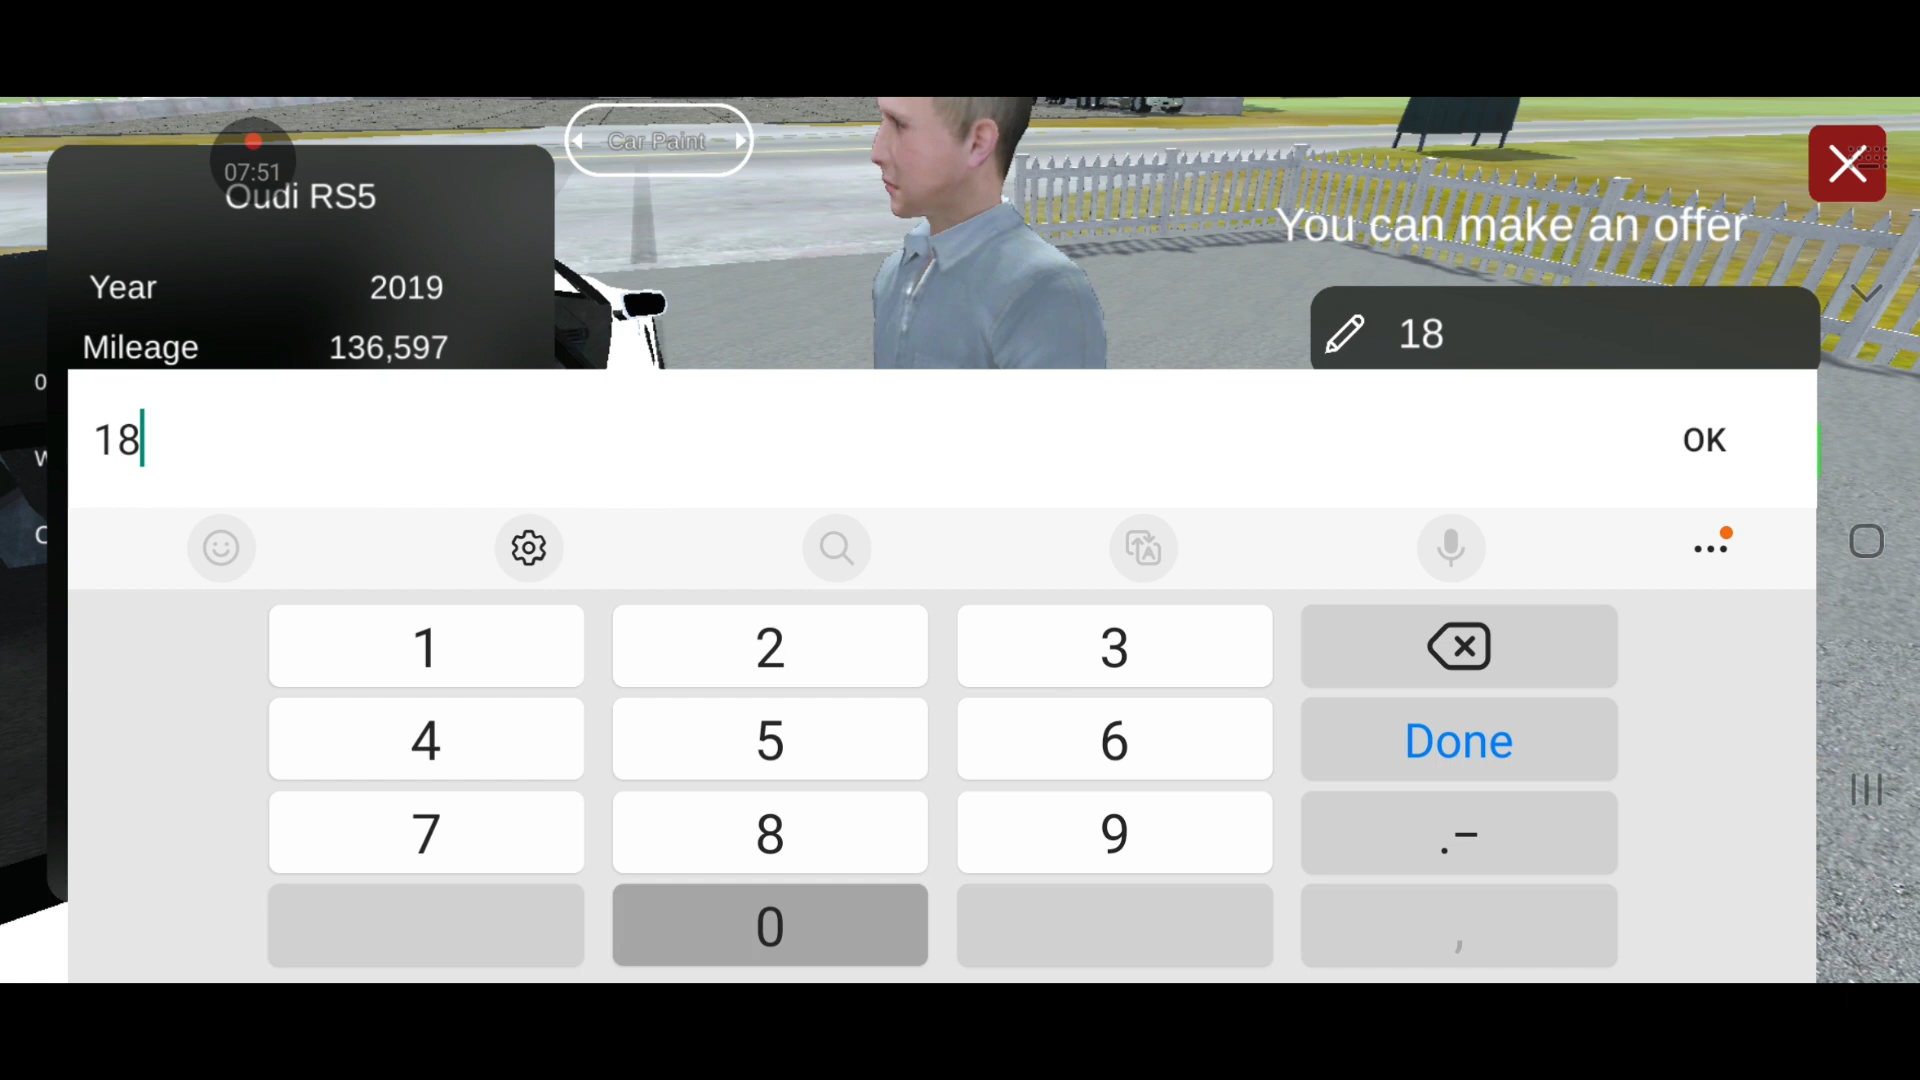 Car Paint
07:51
Oudi RS5
You can make an offer
Year 2019
Mileage 136,597
18
0
W
18
OK
1 2 3
4 5 6 Done
7 8 9 .-
0 ,